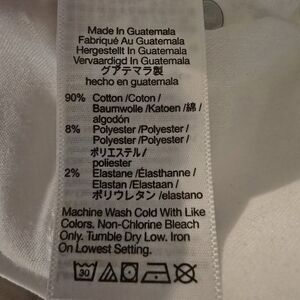 Made In Guatemala
Fabriqué Au Guatemala
Hergestellt In Guatemala
Vervaardigd In Guatemala
グアテマラ製
hecho en guatemala
90% Cotton /Coton /
Baumwolle /Katoen /綿 /
algodón
8% Polyester /Polyester /
Polyester /Polyester /
ポリエステル /
poliester
2% Elastane /Élasthanne /
Elastan /Elastaan /
ポリウレタン /elastano
Machine Wash Cold With Like
Colors. Non-Chlorine Bleach
Only. Tumble Dry Low. Iron
On Lowest Setting.
30